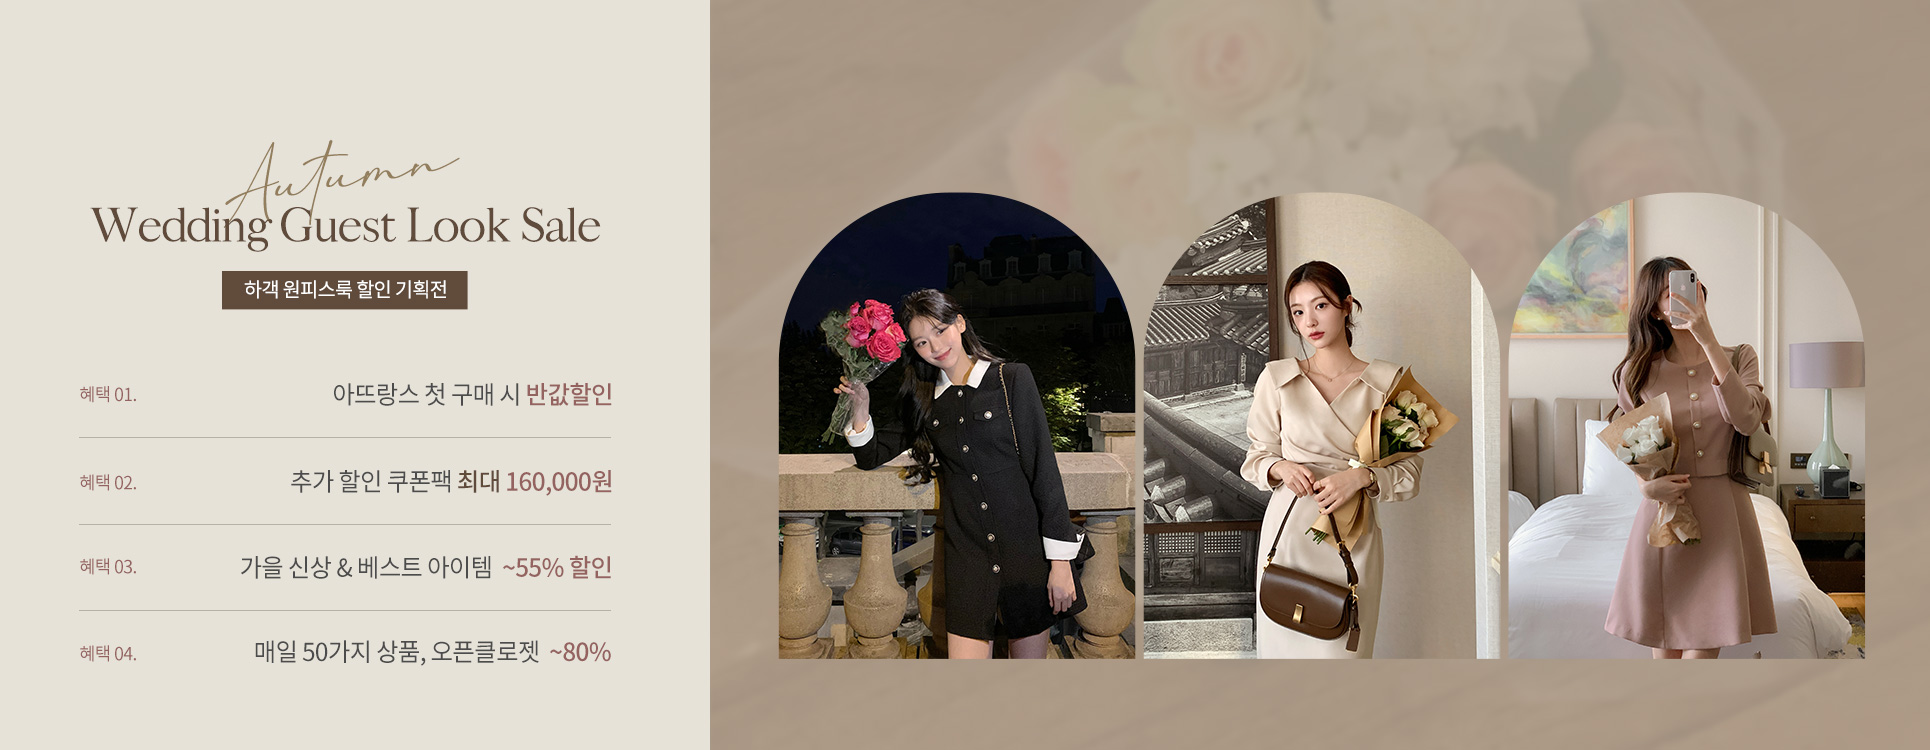 Autumn
Wedding Guest Look Sale
하객 원피스룩 할인 기획전
혜택 01. 아뜨랑스 첫 구매 시 반값할인
혜택 02. 추가 할인 쿠폰팩 최대 160,000원
혜택 03. 가을 신상 & 베스트 아이템 ~55% 할인
혜택 04. 매일 50가지 상품, 오픈클로젯 ~80%